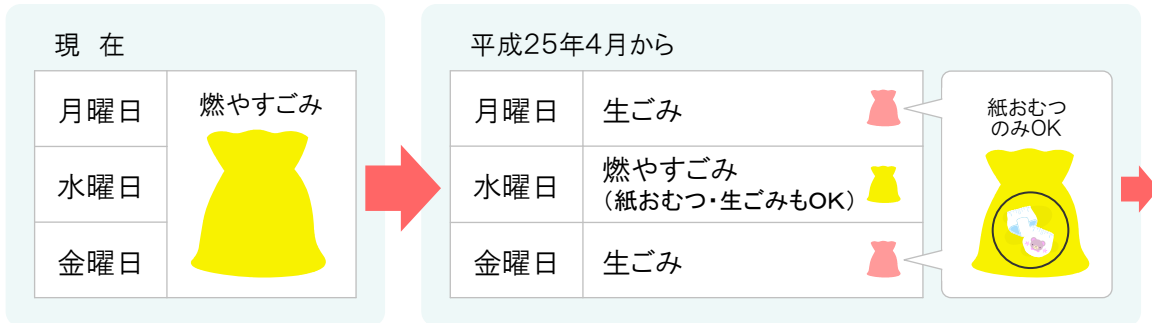 現 在
月曜日
燃やすごみ
水曜日
金曜日
平成25年4月から
月曜日
生ごみ
水曜日
燃やすごみ
（紙おむつ・生ごみもOK）
金曜日
生ごみ
紙おむつ
のみOK